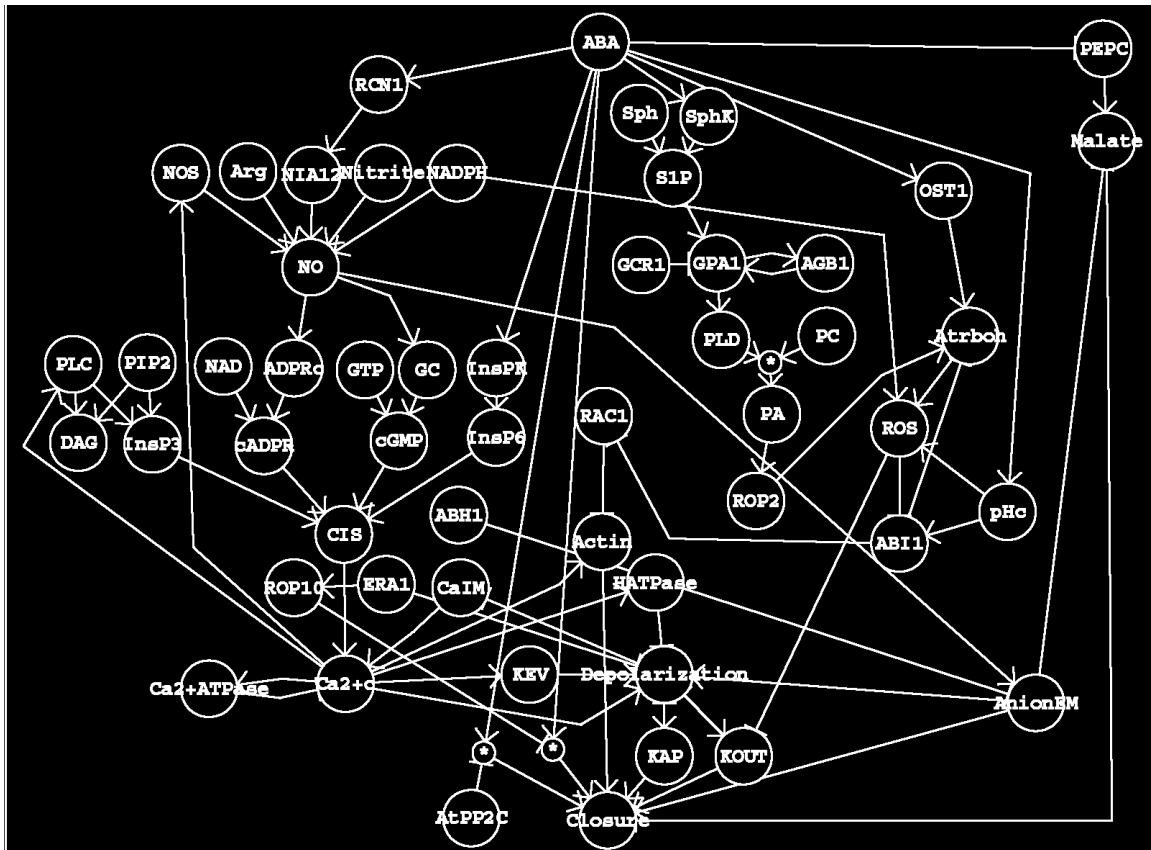 ABA
PEPC
RCN1
Sph
SphK
Malate
NOS
Arg
NIA12
Nitrite
NADPH
S1P
OST1
NO
GCR1
GPA1
AGB1
PLC
PIP2
NAD
ADPRc
GTP
GC
InsPK
PLD
PC
Atrboh
*
DAG
InsP3
cADPR
cGMP
InsP6
RAC1
PA
ROS
ROP2
ABH1
pHc
CIS
Actin
ABI1
ROP10
ERA1
CaIM
HATPase
Ca2+ATPase
Ca2+c
KEV
Depolarization
AnionEM
*
*
KAP
KOUT
AtPP2C
Closure